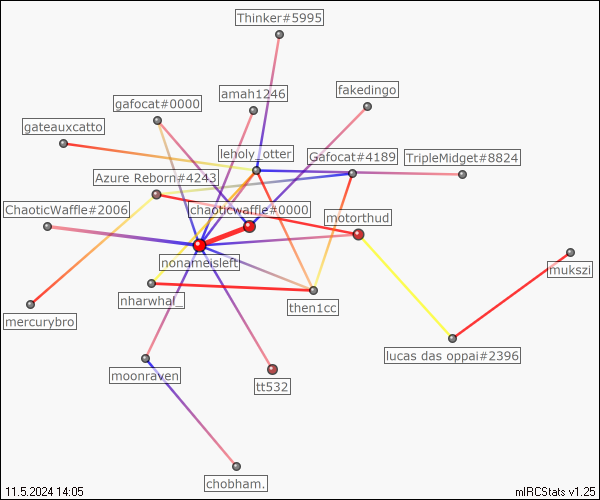 Thinker#5995
amah1246
fakedingo
gafocat#0000
gateauxcatto
leholy_otter
Gafocat#4189
TripleMidget#8824
Azure Reborn#4243
ChaoticWaffle#2006
chaoticwaffle#0000
motorthud
nonameisleft
mukszi
nharwhal_
then1cc
mercurybro
lucas das oppai#2396
moonraven
tt532
chobham.
11.5.2024 14:05
mIRCStats v1.25